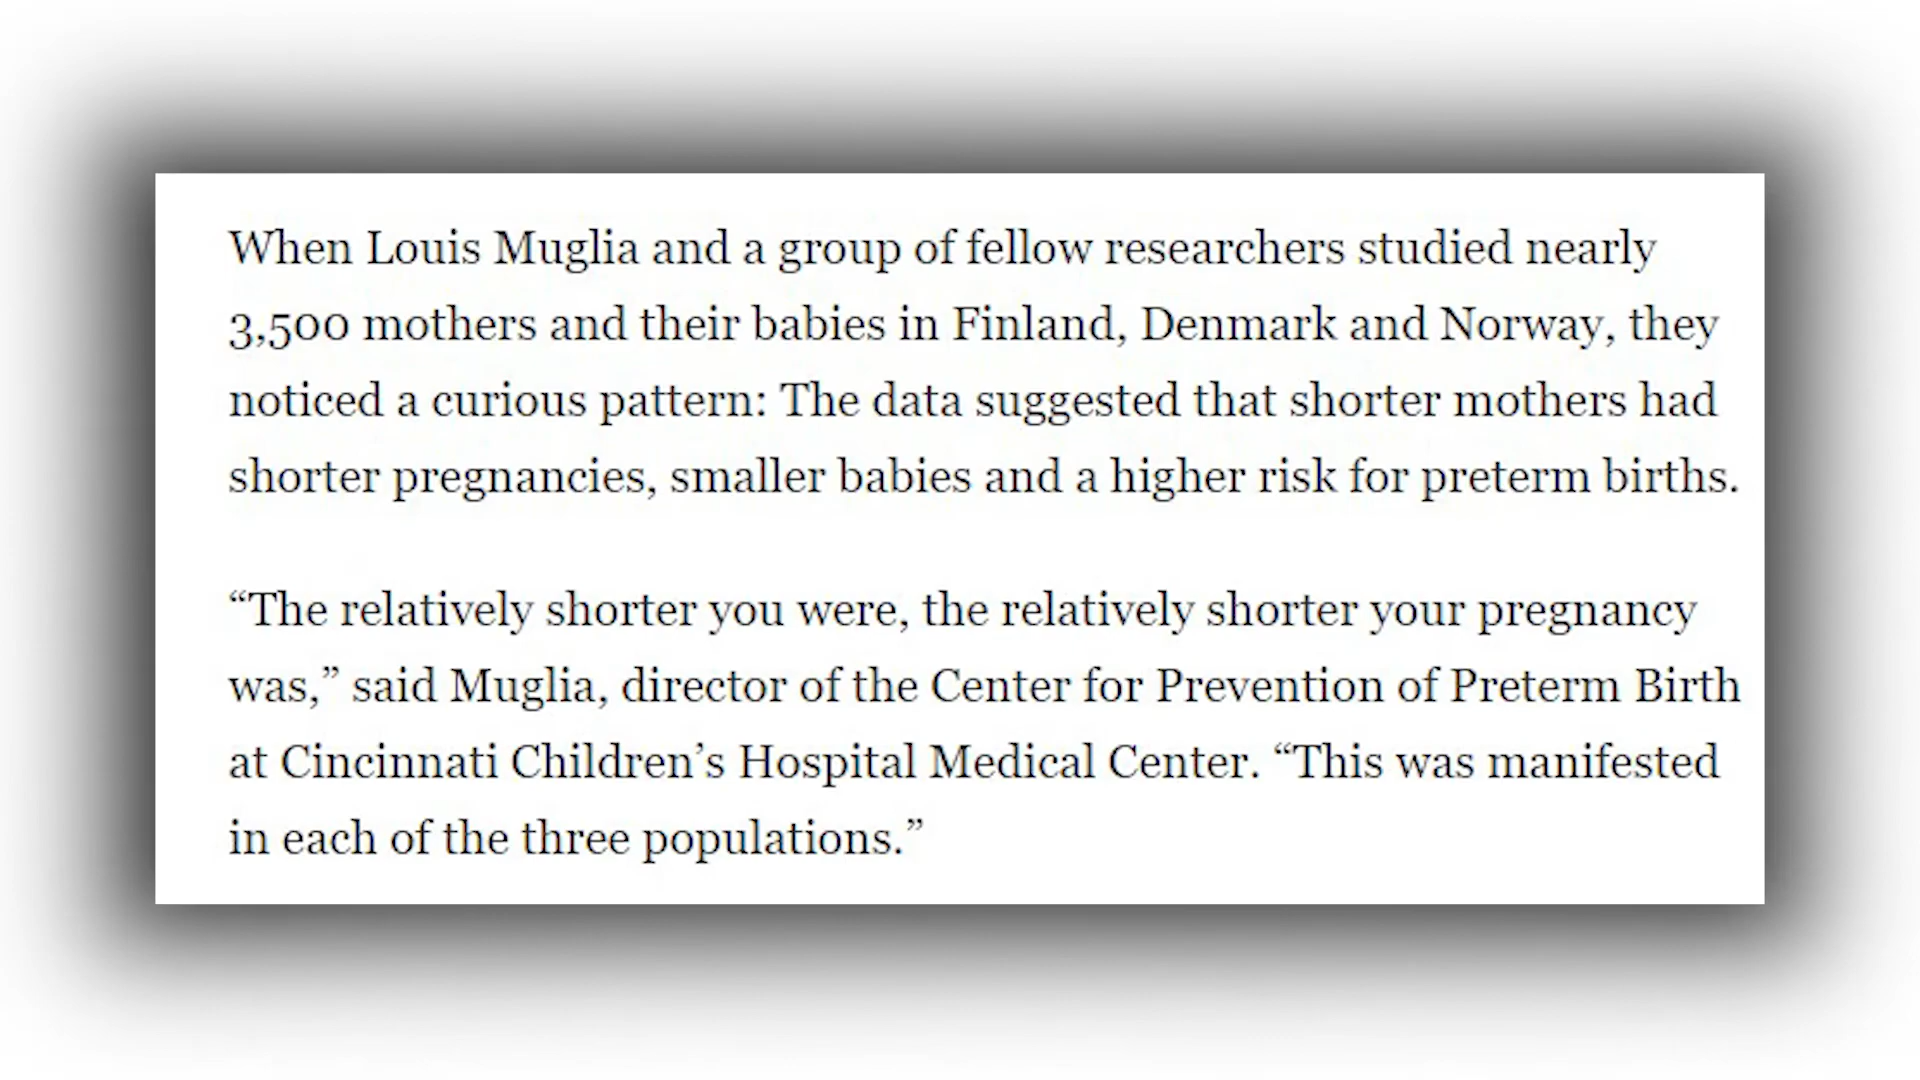 When Louis Muglia and a group of fellow researchers studied nearly
3,500 mothers and their babies in Finland, Denmark and Norway, they
noticed a curious pattern: The data suggested that shorter mothers had
shorter pregnancies, smaller babies and a higher risk for preterm births.
“The relatively shorter you were, the relatively shorter your pregnancy
was,” said Muglia, director of the Center for Prevention of Preterm Birth
at Cincinnati Children’s Hospital Medical Center. “This was manifested
in each of the three populations.”